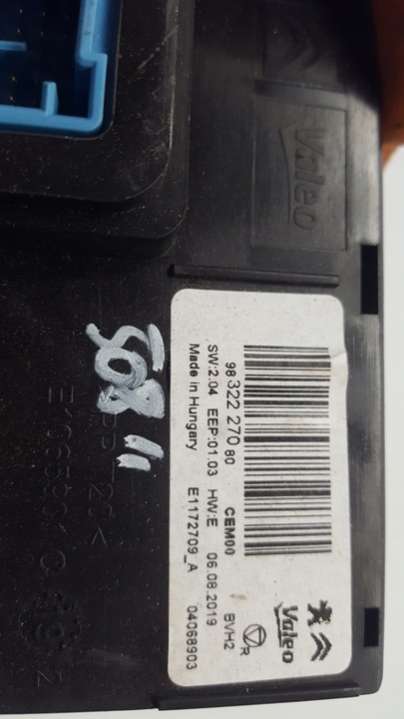 Valeo
508 II
98 322 270 80 CEM00 BVH2
SW:2.04 EEP:01.03 HW:E 06.08.2019 R
Made in Hungary E1172709_A 04068903
Valeo